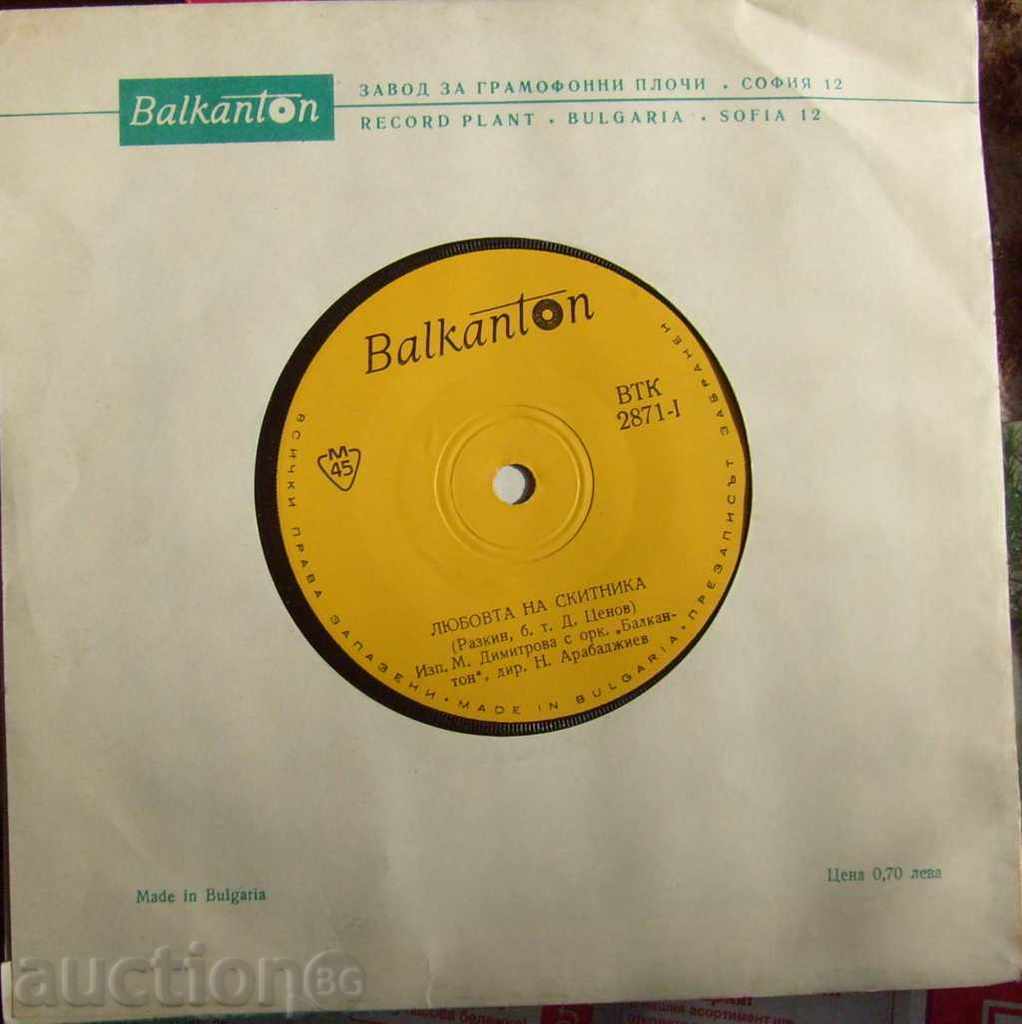 Balkanton
ЗАВОД ЗА ГРАМОФОННИ ПЛОЧИ · СОФИЯ 12
RECORD PLANT · BULGARIA · SOFIA 12
Balkanton
ВТК
2871-I
М
45
ЛЮБОВТА НА СКИТНИКА
(Разкин, б. т. Д. Ценов)
Изп. М. Димитрова с орк. „Балкан-
тон", дир. Н. Арабаджиев
ВСИЧКИ ПРАВА ЗАПАЗЕНИ · MADE IN BULGARIA · ПРЕЗАПИСЪТ ЗАБРАНЕН
Made in Bulgaria
Цена 0,70 лева
auctionBG
асортимент